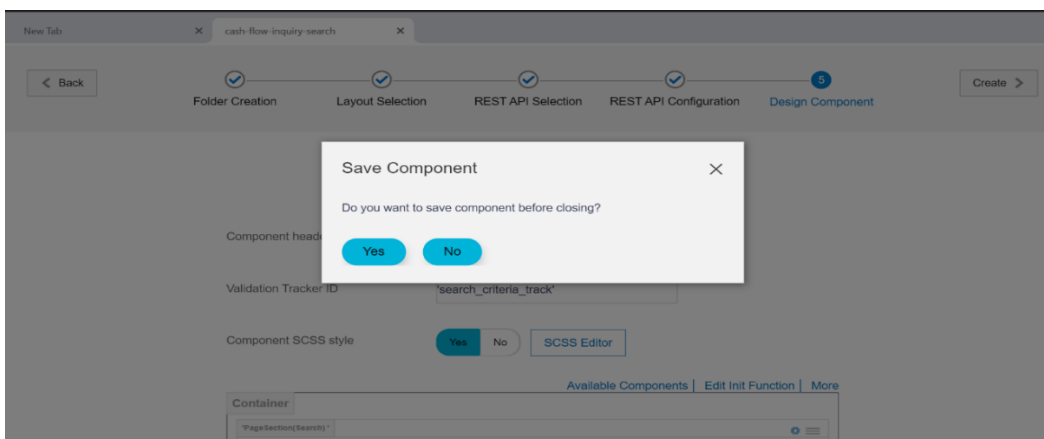 New Tab ✕ cash-flow-inquiry-search ✕
Back
Create
5
Folder Creation Layout Selection REST API Selection REST API Configuration Design Component
Save Component
Do you want to save component before closing?
Yes No
Component
Validation Tracker ID 'search_criteria_track'
Component SCSS style Yes No SCSS Editor
Available Components | Edit Init Function | More
Container
'PageSection(Search) '